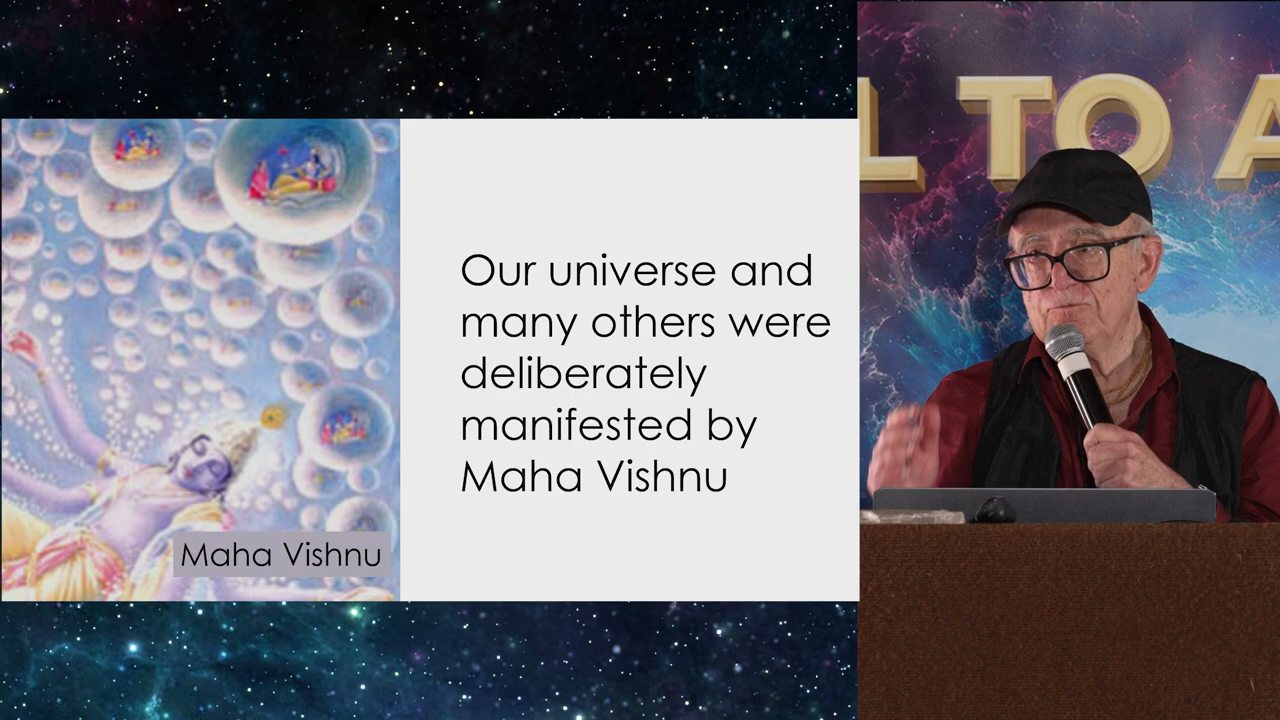 Maha Vishnu
Our universe and
many others were
deliberately
manifested by
Maha Vishnu
L TO A